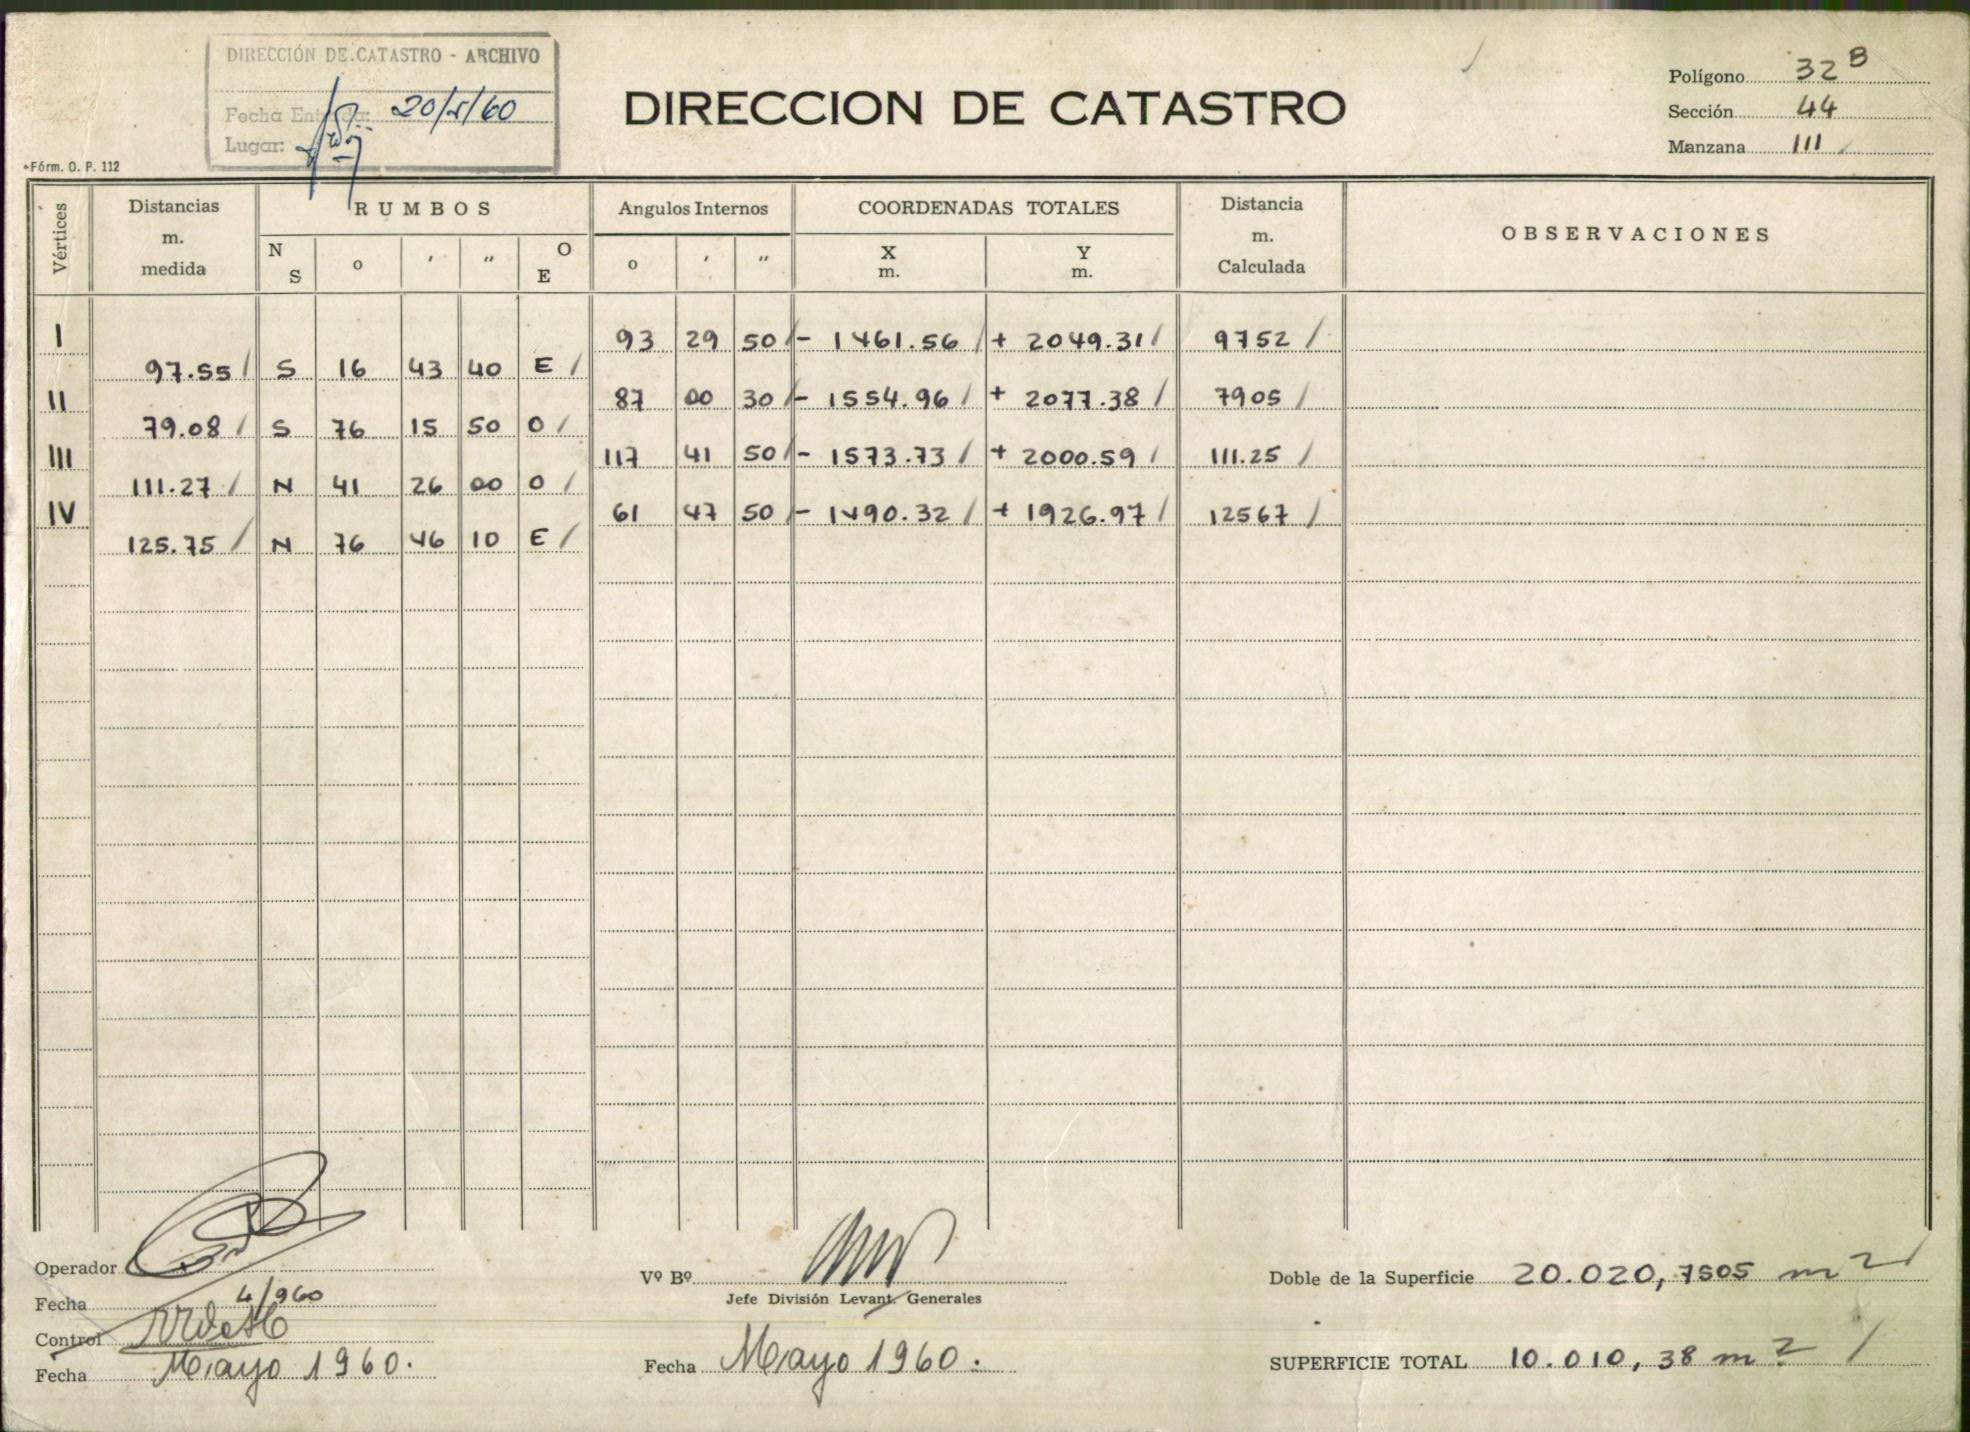 DIRECCIÓN DE CATASTRO - ARCHIVO
Fecha Entrada: 20/5/60
Lugar:
DIRECCION DE CATASTRO
Polígono 32 B
Sección 44
Manzana 111
Fórm. O. P. 112
Vértices Distancias m. medida RUMBOS Angulos Internos COORDENADAS TOTALES Distancia m. Calculada OBSERVACIONES
N S o ' " O E o ' " X m. Y m.
I 93 29 50 - 1461.56 + 2049.31 9752
97.55 S 16 43 40 E
II 87 00 30 - 1554.96 + 2077.38 7905
79.08 S 76 15 50 O
III 117 41 50 - 1573.73 + 2000.59 111.25
111.27 N 41 26 00 O
IV 61 47 50 - 1490.32 + 1926.97 12567
125.75 N 76 46 10 E
Operador
Fecha 4/960
Control
Fecha Mayo 1960.
Vº Bº
Jefe División Levant. Generales
Fecha Mayo 1960.
Doble de la Superficie 20.020,7505 m2
SUPERFICIE TOTAL 10.010,38 m2